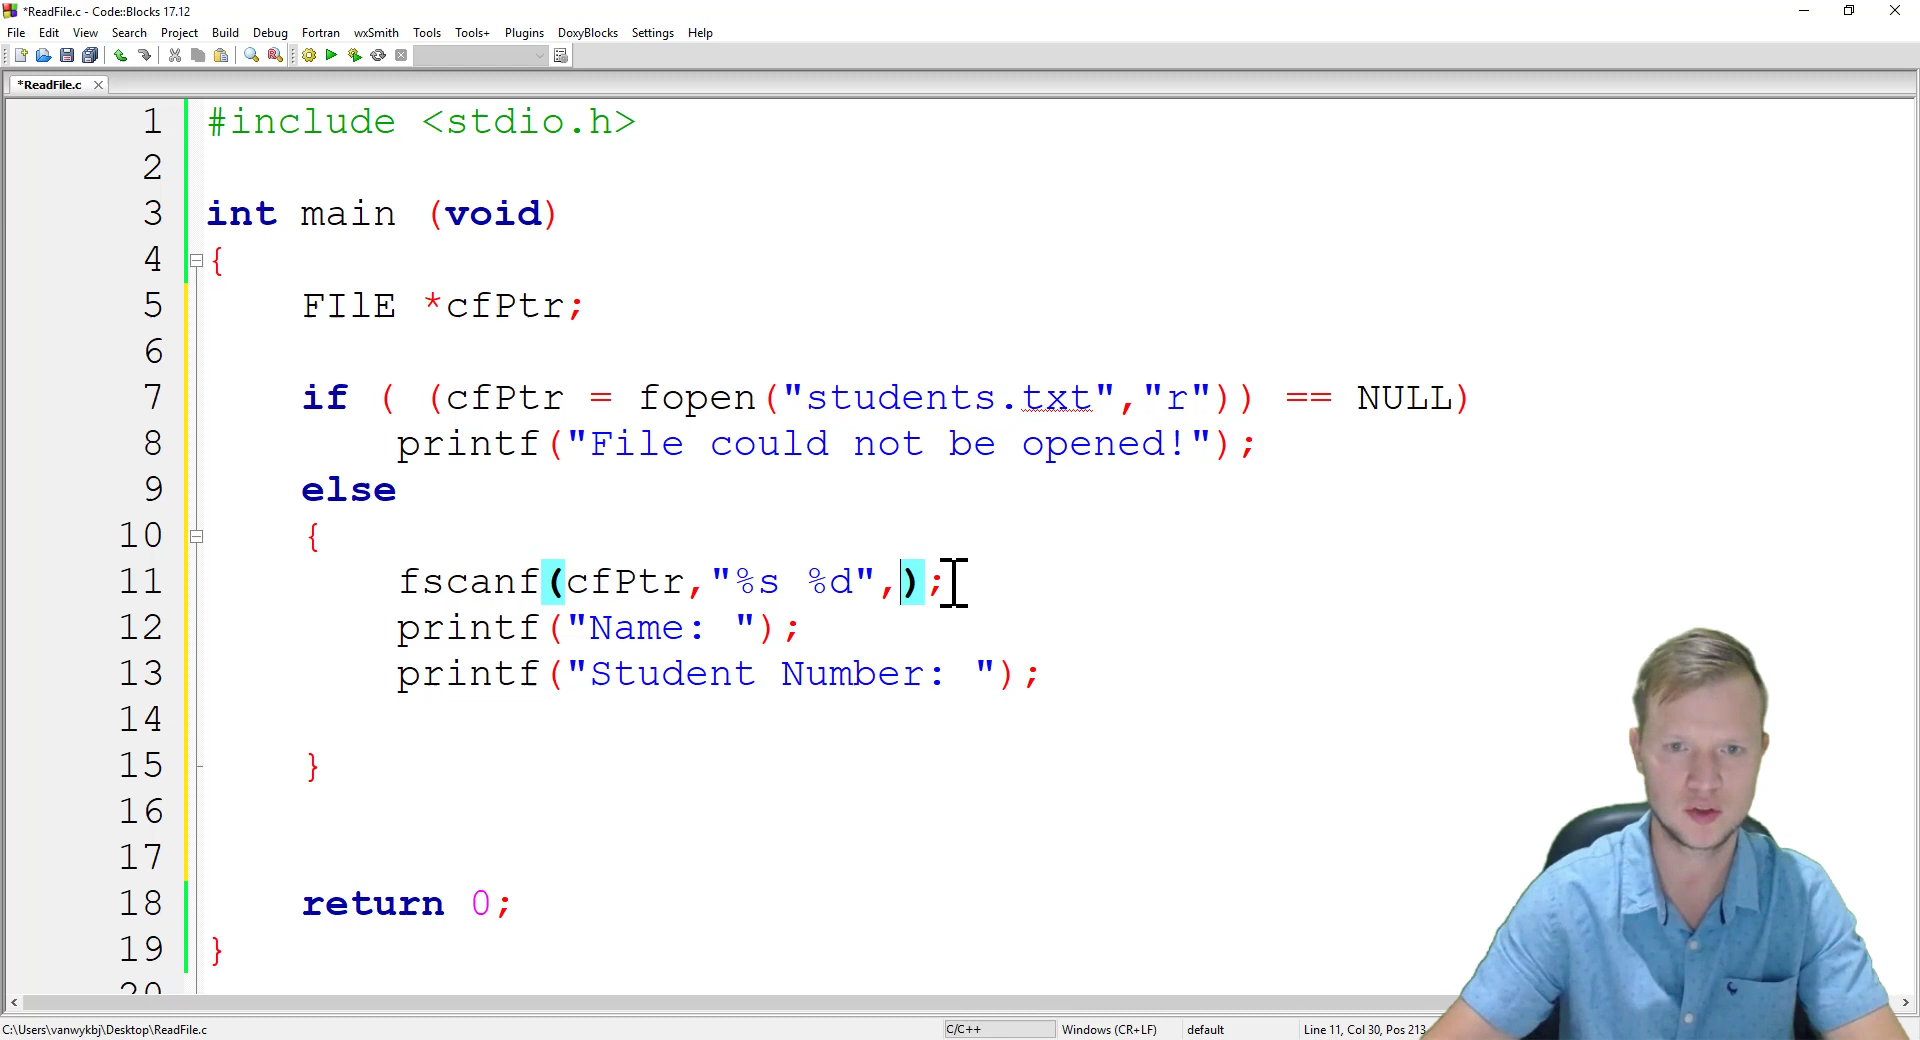 *ReadFile.c - Code::Blocks 17.12
File Edit View Search Project Build Debug Fortran wxSmith Tools Tools+ Plugins DoxyBlocks Settings Help
*ReadFile.c
1 #include <stdio.h>
2
3 int main (void)
4 {
5 FIlE *cfPtr;
6
7 if ( (cfPtr = fopen("students.txt","r")) == NULL)
8 printf("File could not be opened!");
9 else
10 {
11 fscanf(cfPtr,"%s %d",);
12 printf("Name: ");
13 printf("Student Number: ");
14
15 }
16
17
18 return 0;
19 }
20
C:\Users\vanwykbj\Desktop\ReadFile.c C/C++ Windows (CR+LF) default Line 11, Col 30, Pos 213